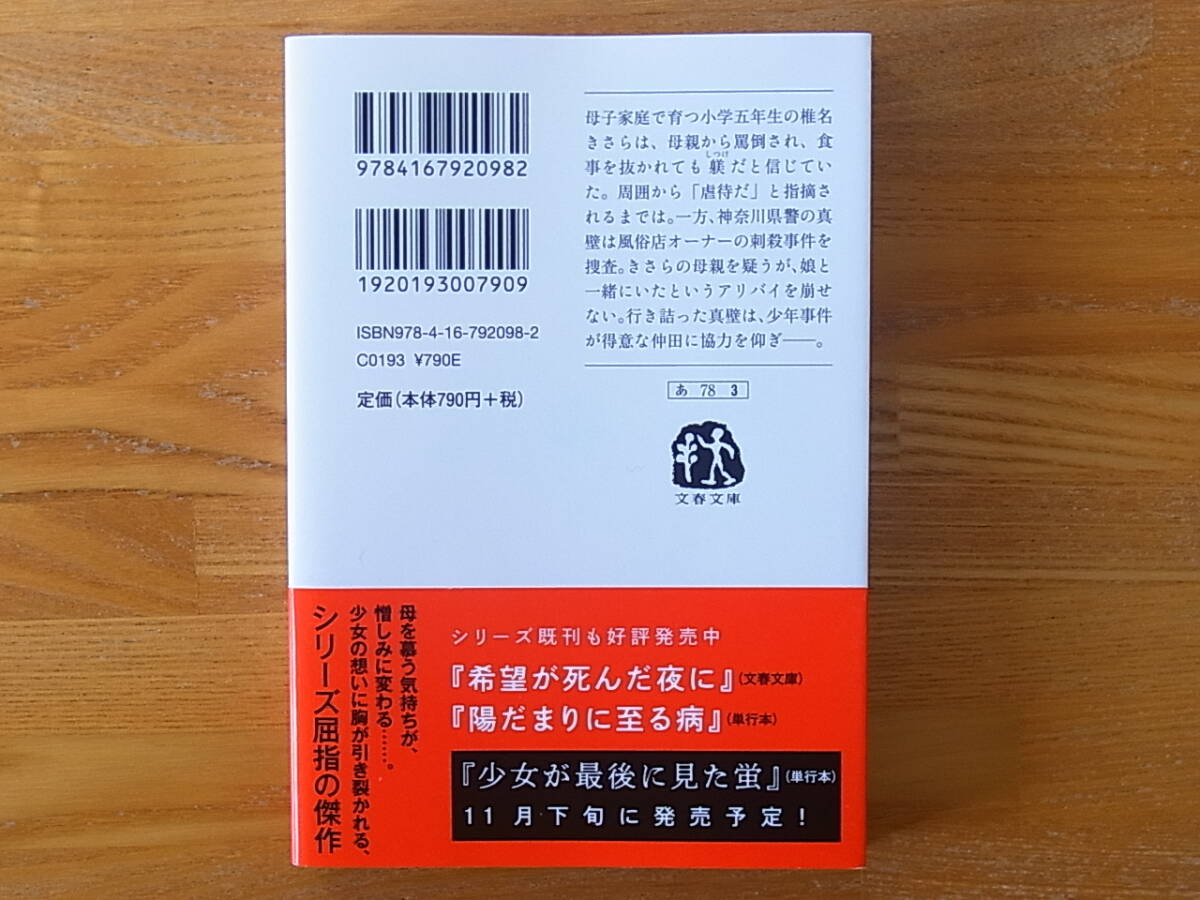 9784167920982
1920193007909
ISBN978-4-16-792098-2
C0193 ¥790E
定価(本体790円+税)
母子家庭で育つ小学五年生の椎名
きさらは、母親から罵倒され、食
事を抜かれても躾だと信じてい
しつけ
た。周囲から「虐待だ」と指摘さ
れるまでは。一方、神奈川県警の真
壁は風俗店オーナーの刺殺事件を
捜査。きさらの母親を疑うが、娘と
一緒にいたというアリバイを崩せ
ない。行き詰った真壁は、少年事件
が得意な仲田に協力を仰ぎ――。
あ 78 3
文春文庫
母を慕う気持ちが、
憎しみに変わる……。
少女の想いに胸が引き裂かれる、
シリーズ屈指の傑作
シリーズ既刊も好評発売中
『希望が死んだ夜に』(文春文庫)
『陽だまりに至る病』(単行本)
『少女が最後に見た蛍』(単行本)
11月下旬に発売予定!